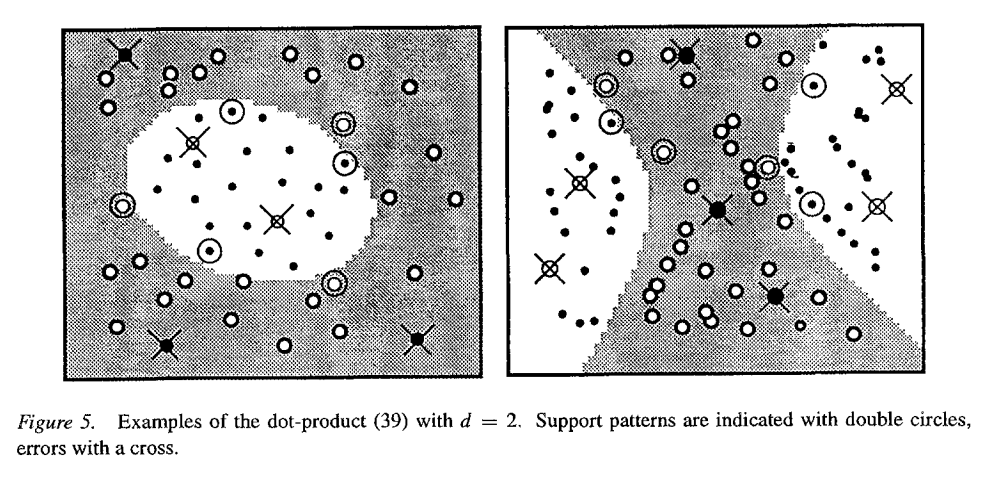 Figure 5. Examples of the dot-product (39) with d = 2. Support patterns are indicated with double circles,
errors with a cross.